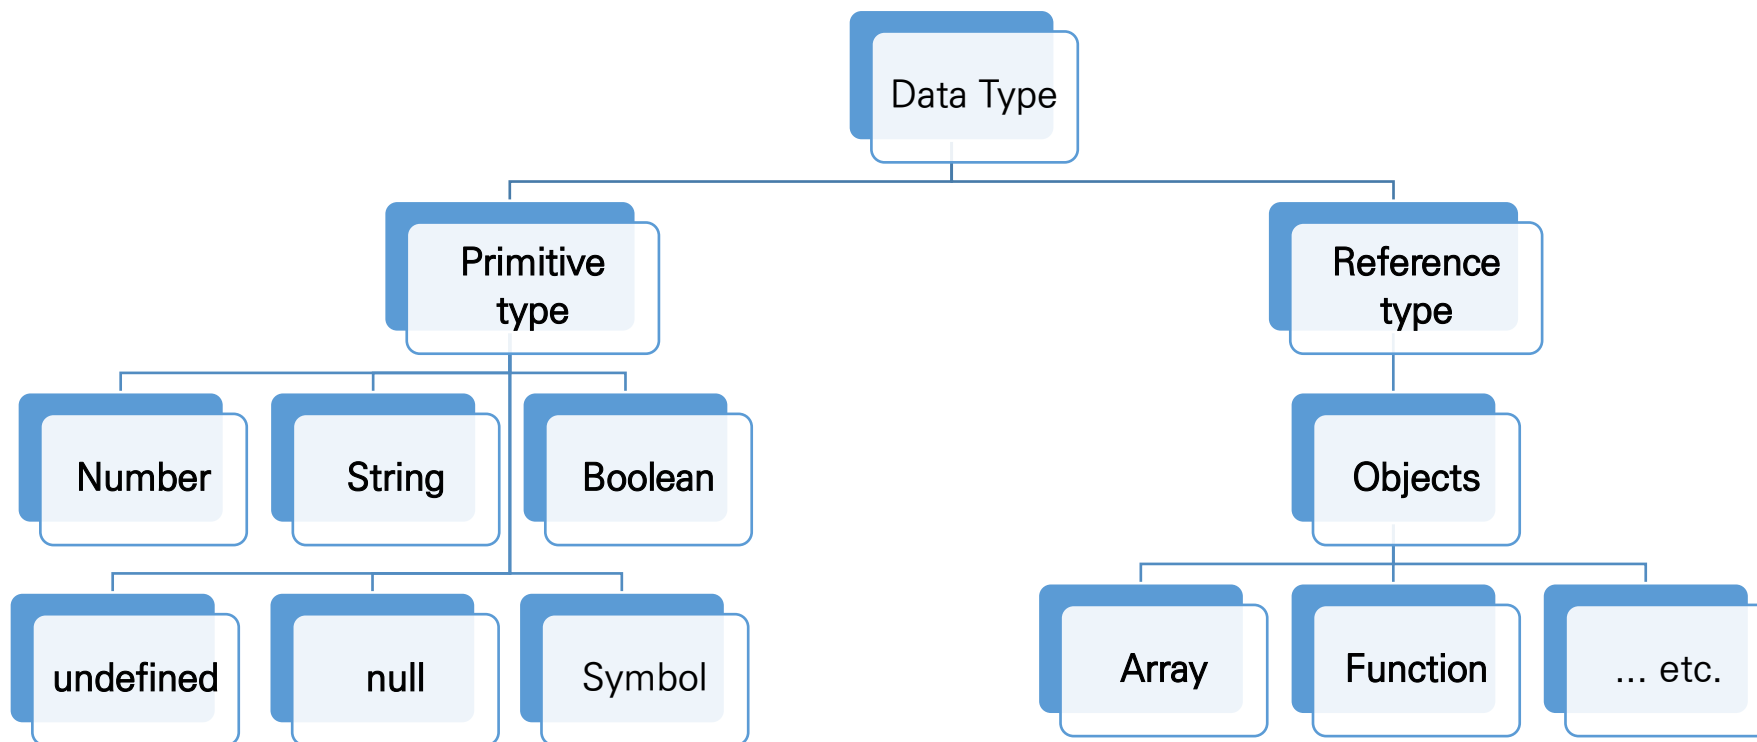 Data Type
Primitive
type
Reference
type
Number
String
Boolean
Objects
undefined
null
Symbol
Array
Function
... etc.